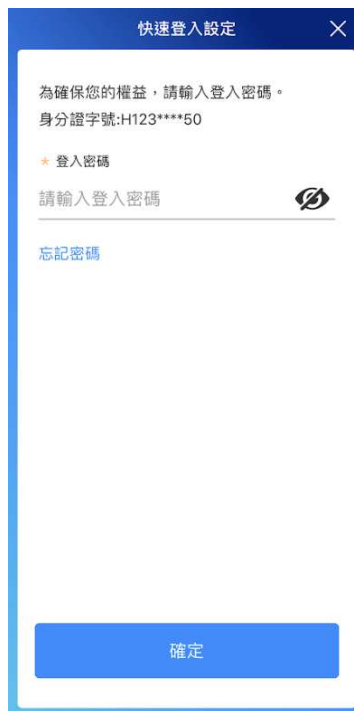 快速登入設定
為確保您的權益，請輸入登入密碼。
身分證字號:H123****50
* 登入密碼
請輸入登入密碼
忘記密碼
確定